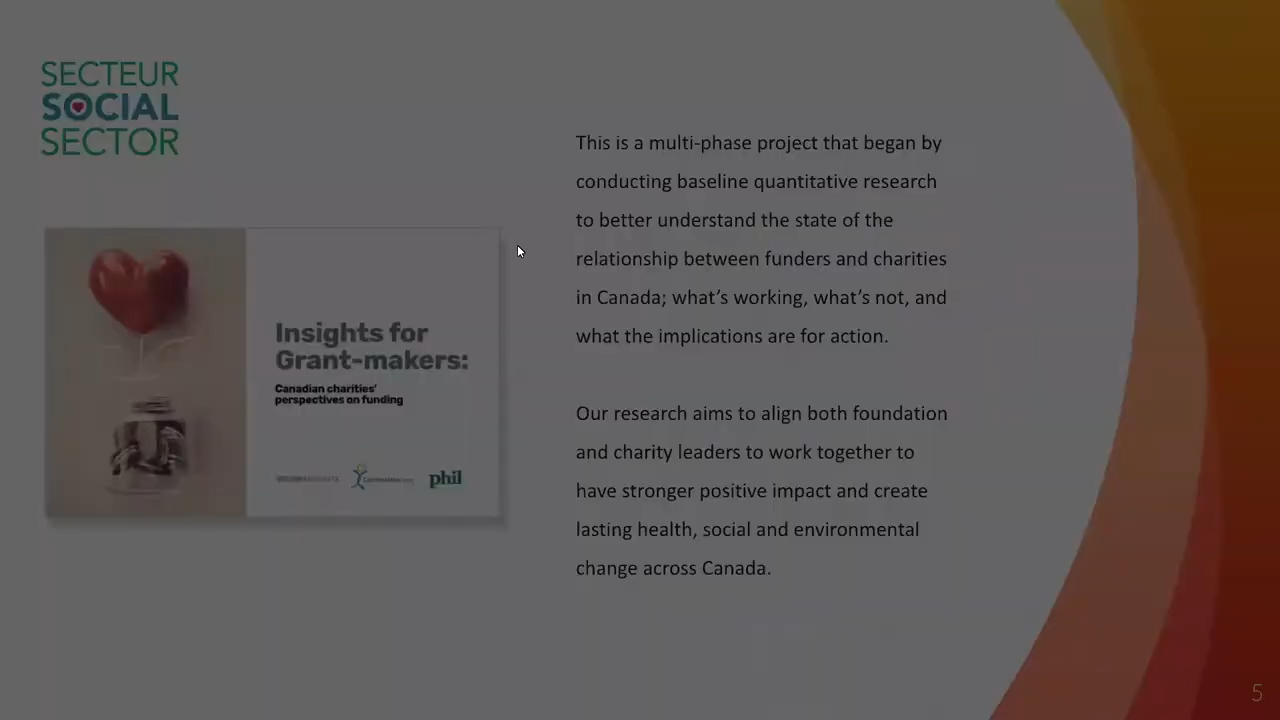 SECTEUR
SOCIAL
SECTOR
This is a multi-phase project that began by
conducting baseline quantitative research
to better understand the state of the
relationship between funders and charities
in Canada; what’s working, what’s not, and
what the implications are for action.
Our research aims to align both foundation
and charity leaders to work together to
have stronger positive impact and create
lasting health, social and environmental
change across Canada.
Insights for
Grant-makers:
Canadian charities'
perspectives on funding
phil
5